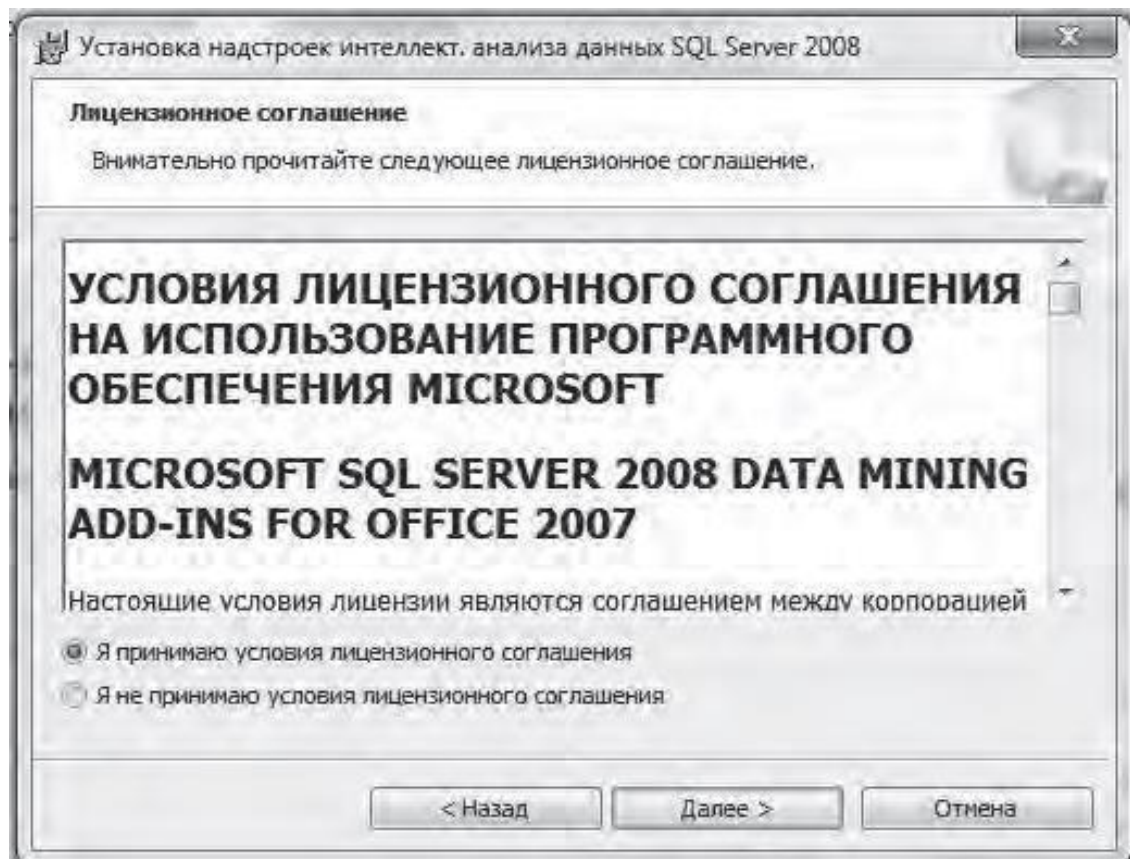 Установка надстроек интеллект. анализа данных SQL Server 2008
Лицензионное соглашение
Внимательно прочитайте следующее лицензионное соглашение.
УСЛОВИЯ ЛИЦЕНЗИОННОГО СОГЛАШЕНИЯ
НА ИСПОЛЬЗОВАНИЕ ПРОГРАММНОГО
ОБЕСПЕЧЕНИЯ MICROSOFT
MICROSOFT SQL SERVER 2008 DATA MINING
ADD-INS FOR OFFICE 2007
Настоящие условия лицензии являются соглашением между корпорацией
Я принимаю условия лицензионного соглашения
Я не принимаю условия лицензионного соглашения
< Назад
Далее >
Отмена